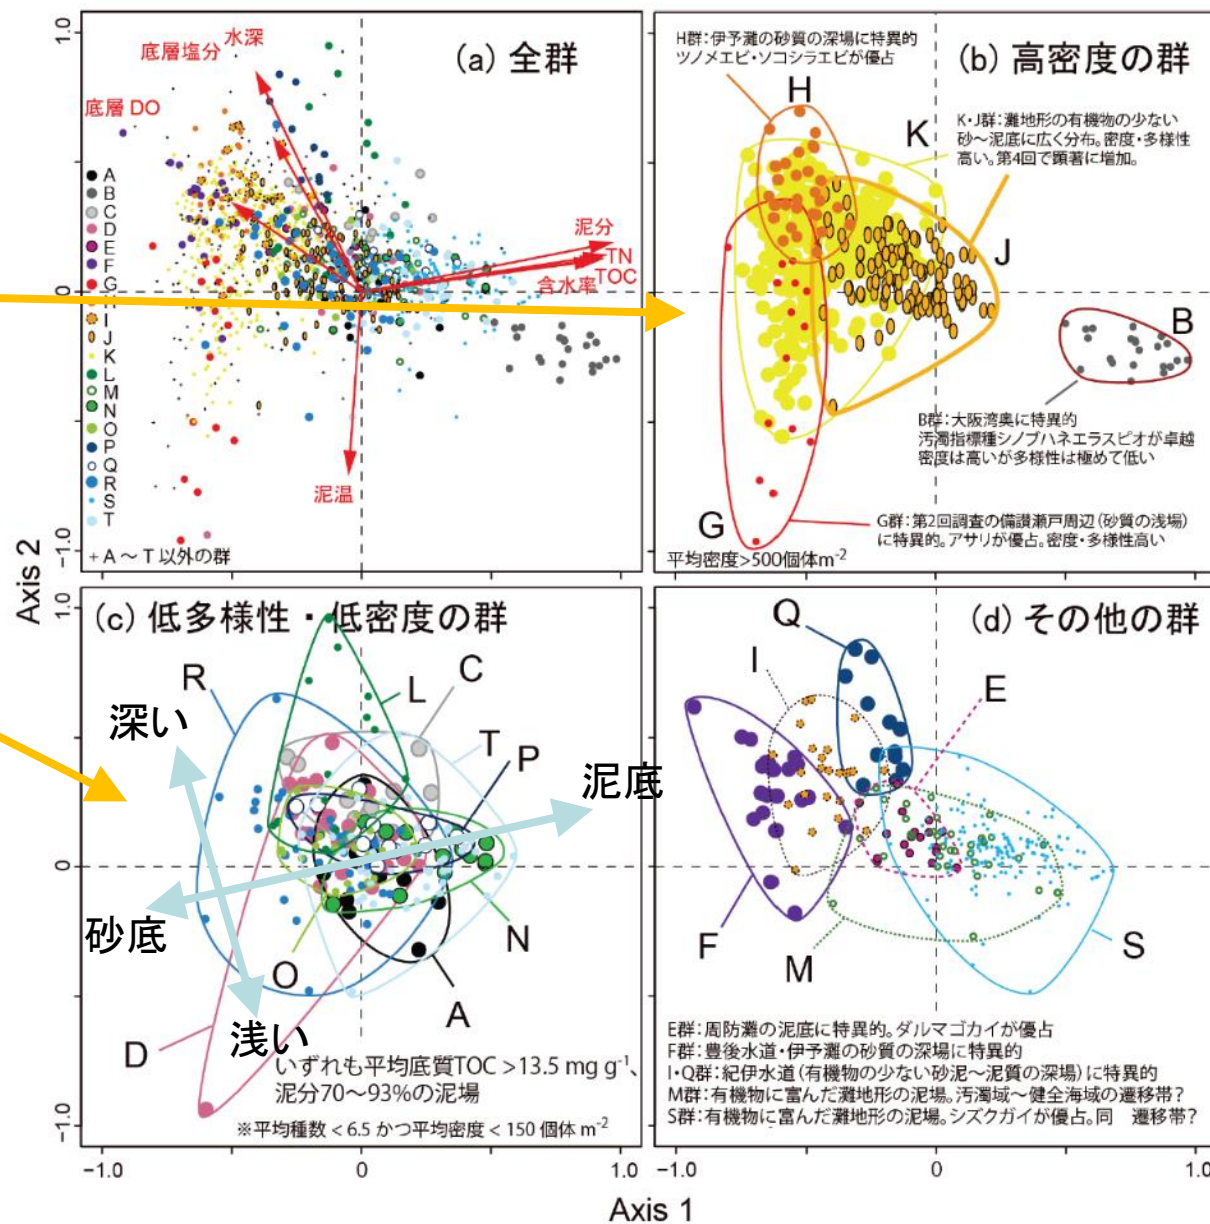 (a) 全群
底層塩分
水深
底層 DO
泥分
TN
TOC
含水率
泥温
A
B
C
D
E
F
G
H
I
J
K
L
M
N
O
P
Q
R
S
T
+ A ～ T 以外の群
1.0
0
-1.0
Axis 2
(b) 高密度の群
H群：伊予灘の砂質の深場に特異的
ツノメエビ・ソコシラエビが優占
H
K
K・J群：灘地形の有機物の少ない
砂～泥底に広く分布。密度・多様性
高い。第4回で顕著に増加。
J
B
B群：大阪湾奥に特異的
汚濁指標種シノブハネエラスピオが卓越
密度は高いが多様性は極めて低い
G
G群：第2回調査の備讃瀬戸周辺（砂質の浅場）
に特異的。アサリが優占。密度・多様性高い
平均密度>500個体m-2
(c) 低多様性・低密度の群
1.0
0
-1.0
R
深い
L
C
T
P
泥底
砂底
N
O
A
D
浅い
いずれも平均底質TOC >13.5 mg g-1、
泥分70～93%の泥場
※平均種数 < 6.5 かつ平均密度 < 150 個体 m-2
-1.0
0
1.0
(d) その他の群
Q
I
E
F
M
S
E群：周防灘の泥底に特異的。ダルマゴカイが優占
F群：豊後水道・伊予灘の砂質の深場に特異的
I・Q群：紀伊水道（有機物の少ない砂泥～泥質の深場）に特異的
M群：有機物に富んだ灘地形の泥場。汚濁域～健全海域の遷移帯？
S群：有機物に富んだ灘地形の泥場。シズクガイが優占。同　遷移帯？
-1.0
0
1.0
Axis 1